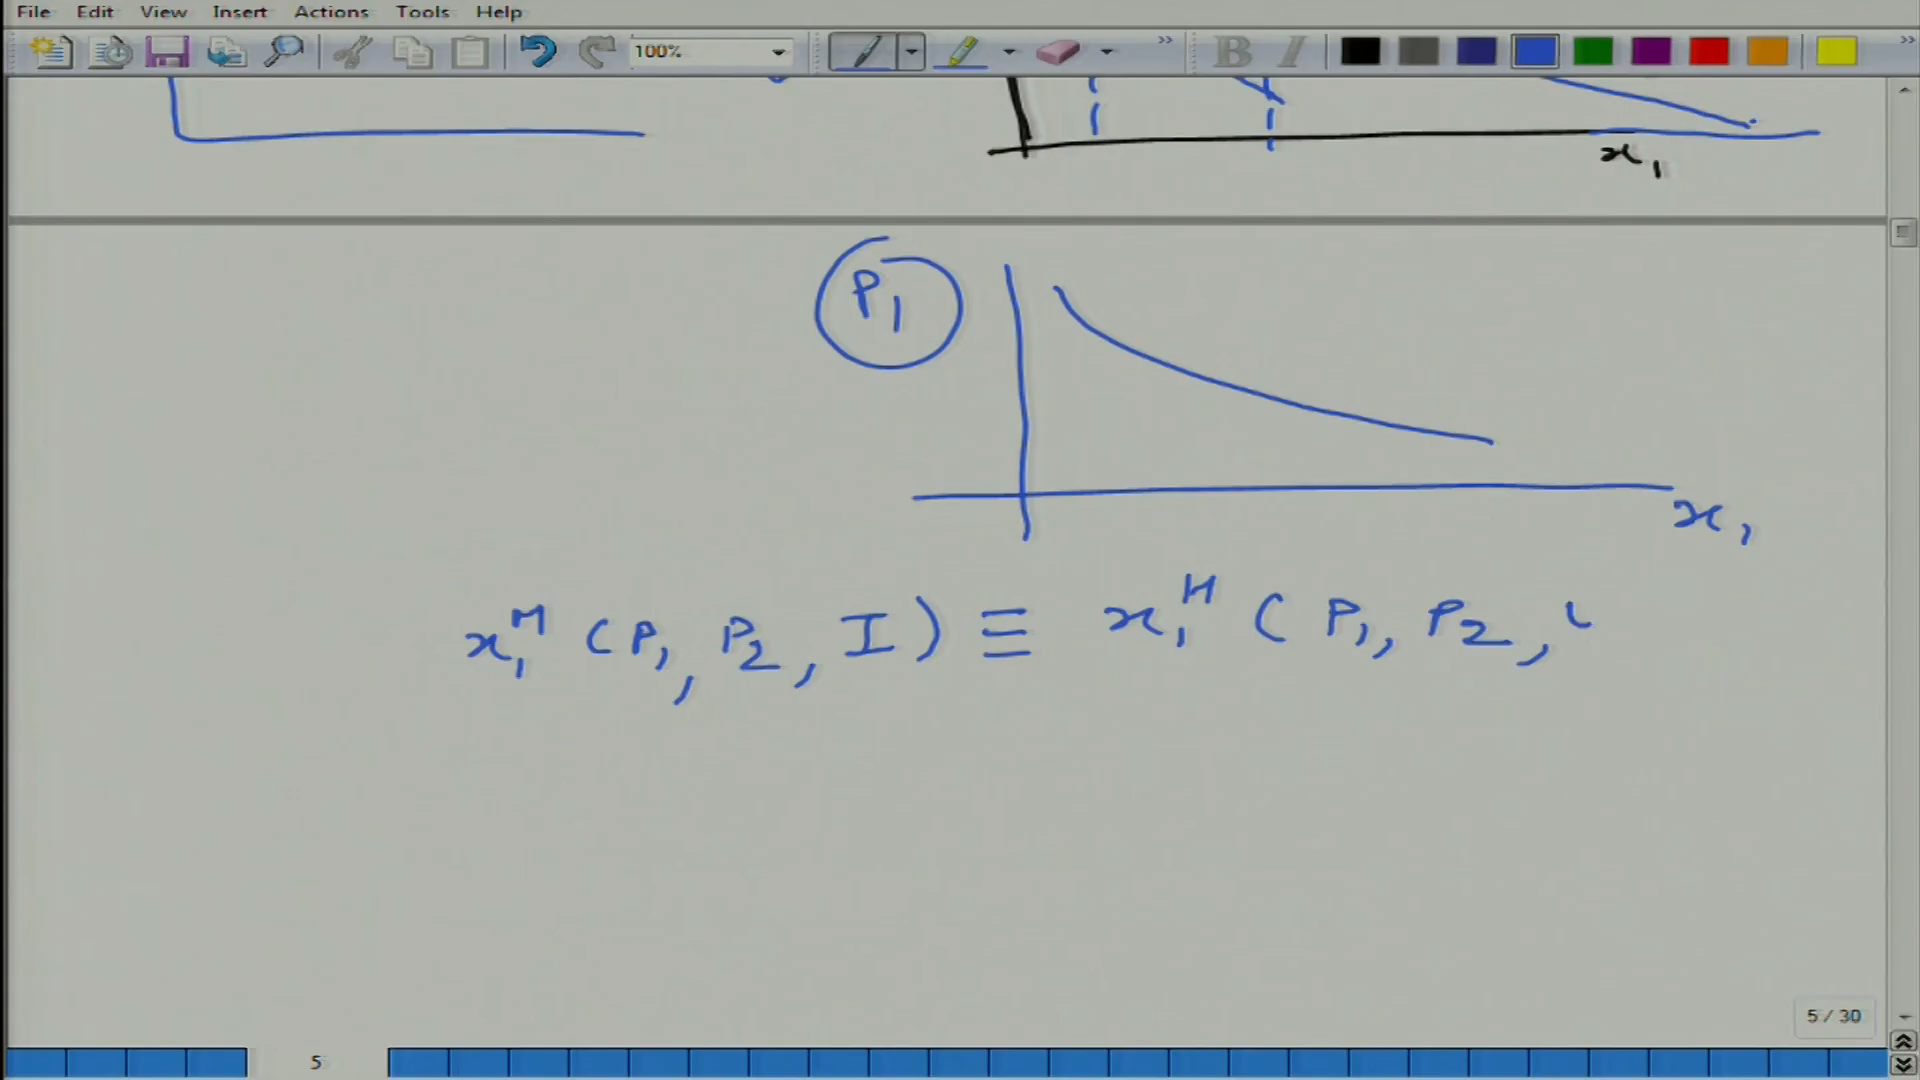 File Edit View Insert Actions Tools Help
100%
B I
x₁
P₁
x₁
x₁ᴹ (P₁, P₂, I) ≡ x₁ᴴ ( P₁, P₂,
5 / 30
5